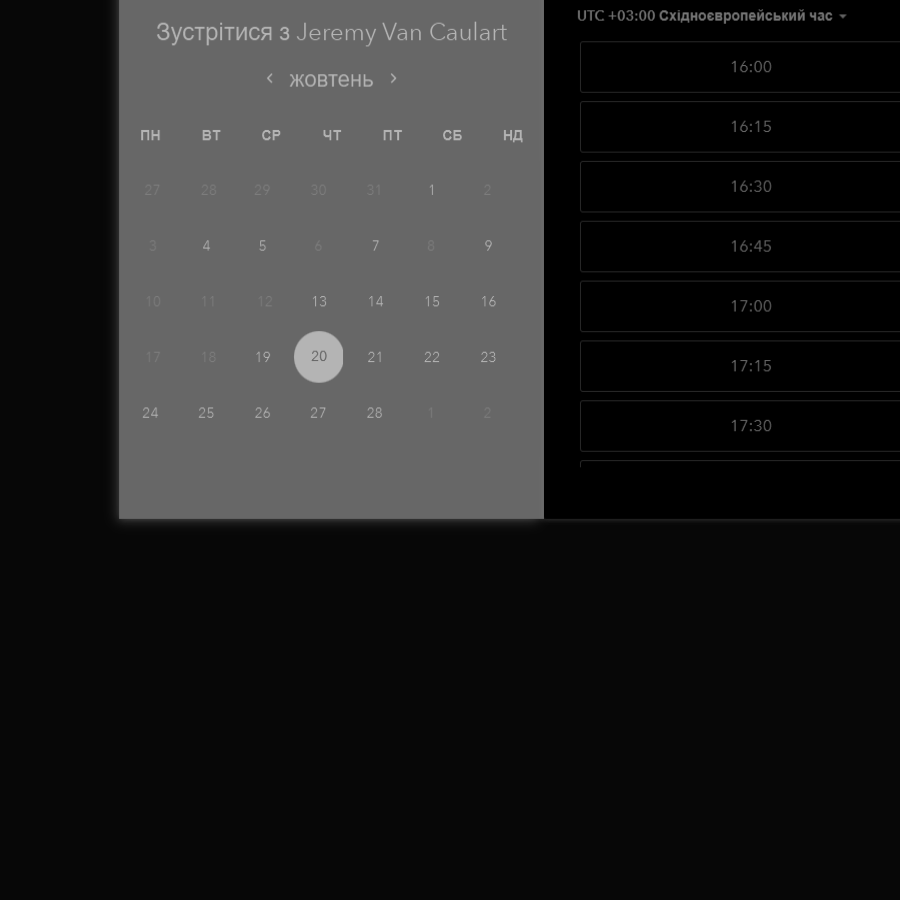 Зустрітися з Jeremy Van Caulart
жовтень
ПН ВТ СР ЧТ ПТ СБ НД
27 28 29 30 31 1 2
3 4 5 6 7 8 9
10 11 12 13 14 15 16
17 18 19 20 21 22 23
24 25 26 27 28 1 2
UTC +03:00 Східноєвропейський час
16:00
16:15
16:30
16:45
17:00
17:15
17:30